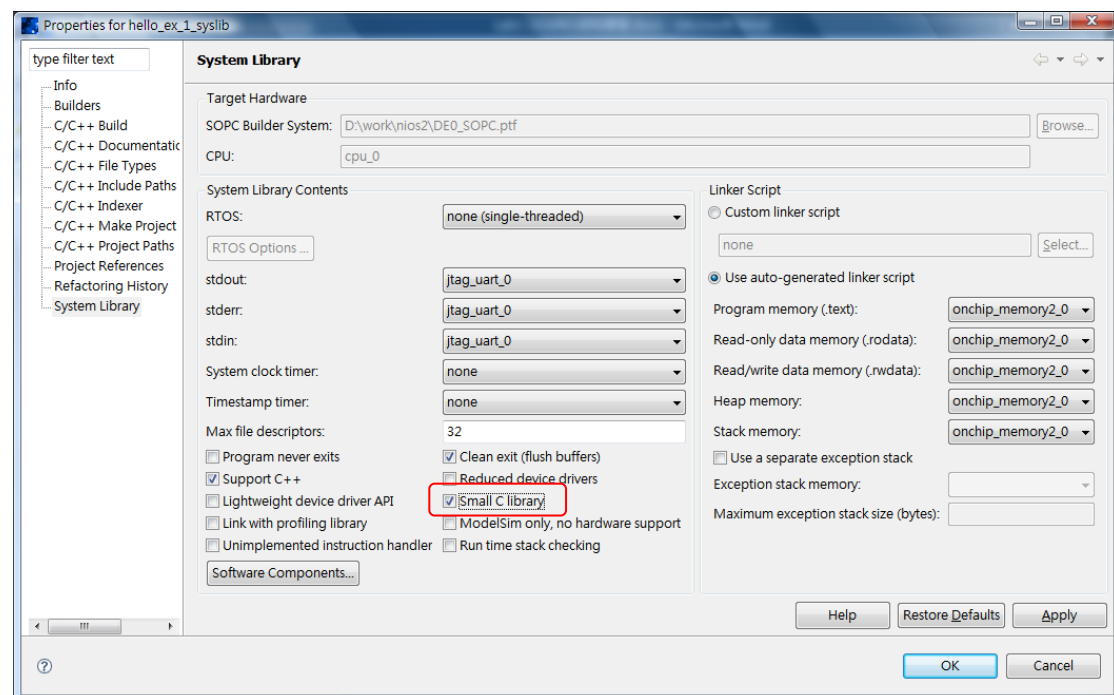 Properties for hello_ex_1_syslib
type filter text
Info
Builders
C/C++ Build
C/C++ Documentatic
C/C++ File Types
C/C++ Include Paths
C/C++ Indexer
C/C++ Make Project
C/C++ Project Paths
Project References
Refactoring History
System Library
System Library
Target Hardware
SOPC Builder System: D:\work\nios2\DE0_SOPC.ptf Browse...
CPU: cpu_0
System Library Contents
RTOS: none (single-threaded)
RTOS Options ...
stdout: jtag_uart_0
stderr: jtag_uart_0
stdin: jtag_uart_0
System clock timer: none
Timestamp timer: none
Max file descriptors: 32
Program never exits Clean exit (flush buffers)
Support C++ Reduced device drivers
Lightweight device driver API Small C library
Link with profiling library ModelSim only, no hardware support
Unimplemented instruction handler Run time stack checking
Software Components...
Linker Script
Custom linker script
none Select...
Use auto-generated linker script
Program memory (.text): onchip_memory2_0
Read-only data memory (.rodata): onchip_memory2_0
Read/write data memory (.rwdata): onchip_memory2_0
Heap memory: onchip_memory2_0
Stack memory: onchip_memory2_0
Use a separate exception stack
Exception stack memory:
Maximum exception stack size (bytes):
Help Restore Defaults Apply
OK Cancel